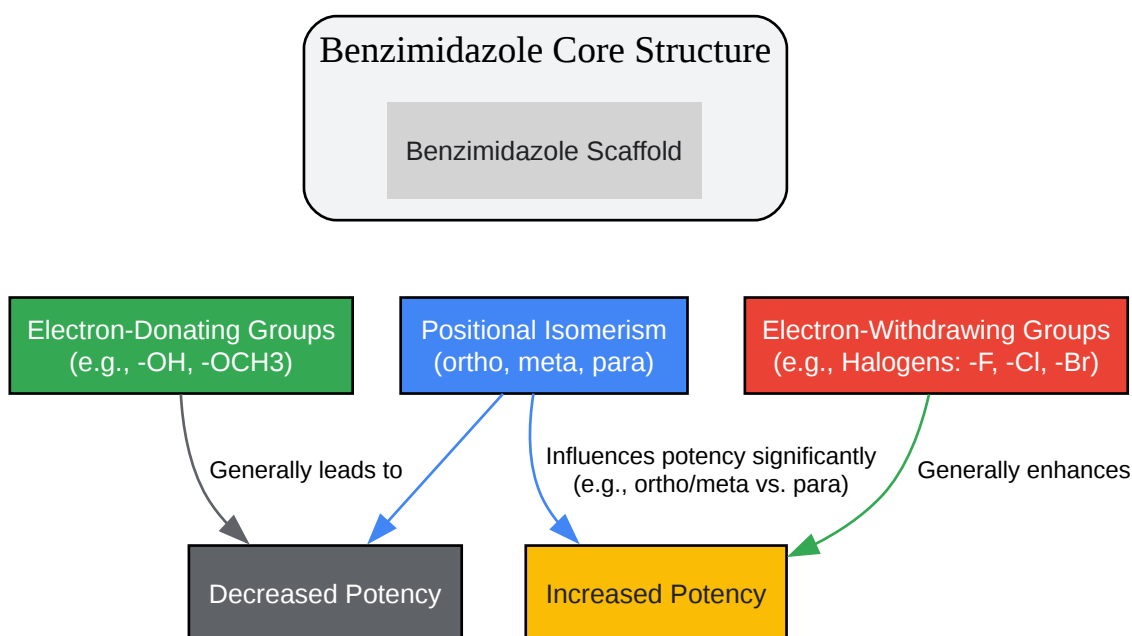 Benzimidazole Core Structure
Benzimidazole Scaffold
Electron-Donating Groups
(e.g., -OH, -OCH3)
Positional Isomerism
(ortho, meta, para)
Electron-Withdrawing Groups
(e.g., Halogens: -F, -Cl, -Br)
Generally leads to
Influences potency significantly
(e.g., ortho/meta vs. para)
Generally enhances
Decreased Potency
Increased Potency